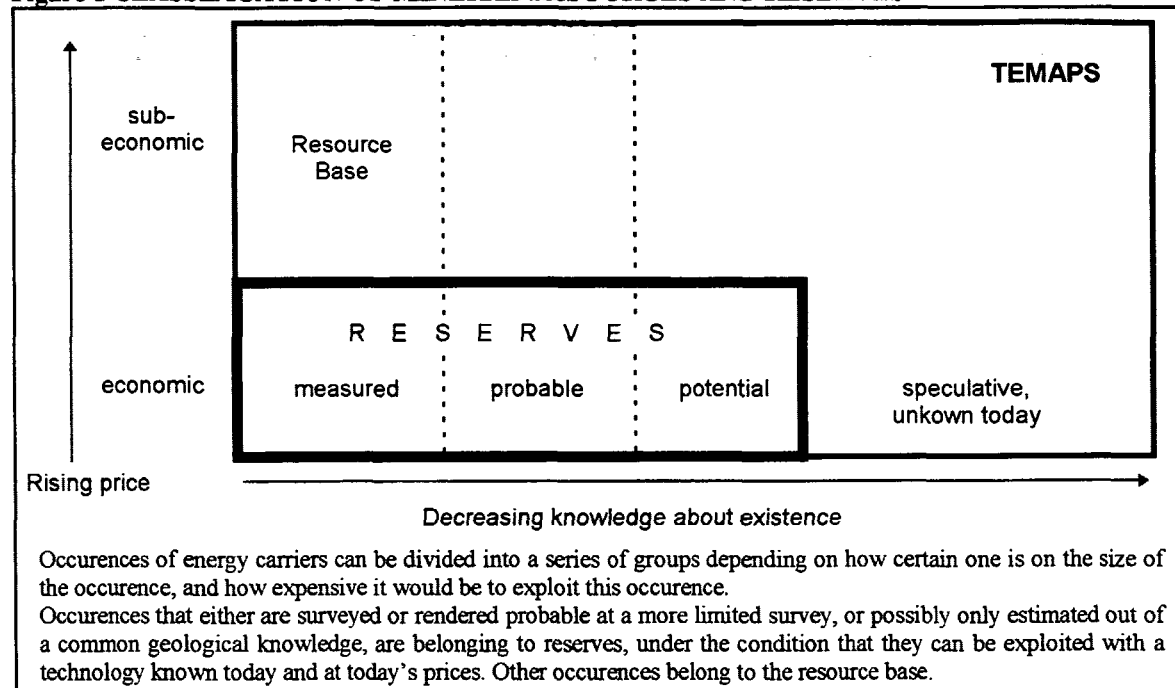 TEMAPS
sub-
economic
Resource
Base
R E S E R V E S
economic
measured
probable
potential
speculative,
unkown today
Rising price
Decreasing knowledge about existence
Occurences of energy carriers can be divided into a series of groups depending on how certain one is on the size of
the occurence, and how expensive it would be to exploit this occurence.
Occurences that either are surveyed or rendered probable at a more limited survey, or possibly only estimated out of
a common geological knowledge, are belonging to reserves, under the condition that they can be exploited with a
technology known today and at today's prices. Other occurences belong to the resource base.